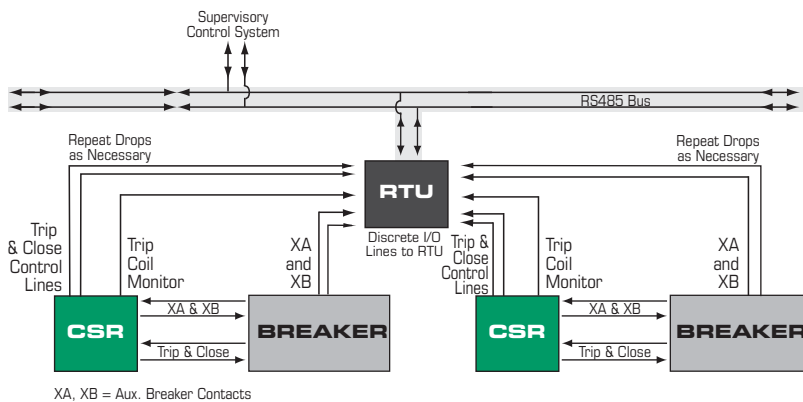 Supervisory
Control System
RS485 Bus
Repeat Drops
as Necessary
Repeat Drops
as Necessary
RTU
Discrete I/O
Lines to RTU
Trip
& Close
Control
Lines
Trip
Coil
Monitor
XA
and
XB
Trip &
Close
Control
Lines
Trip
Coil
Monitor
XA
and
XB
CSR
XA & XB
Trip & Close
BREAKER
CSR
XA & XB
Trip & Close
BREAKER
XA, XB = Aux. Breaker Contacts